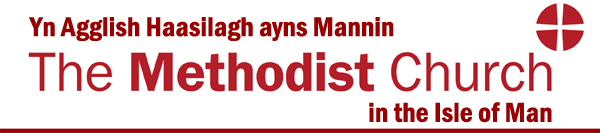 Yn Agglish Haasilagh ayns Mannin
The Methodist Church
in the Isle of Man